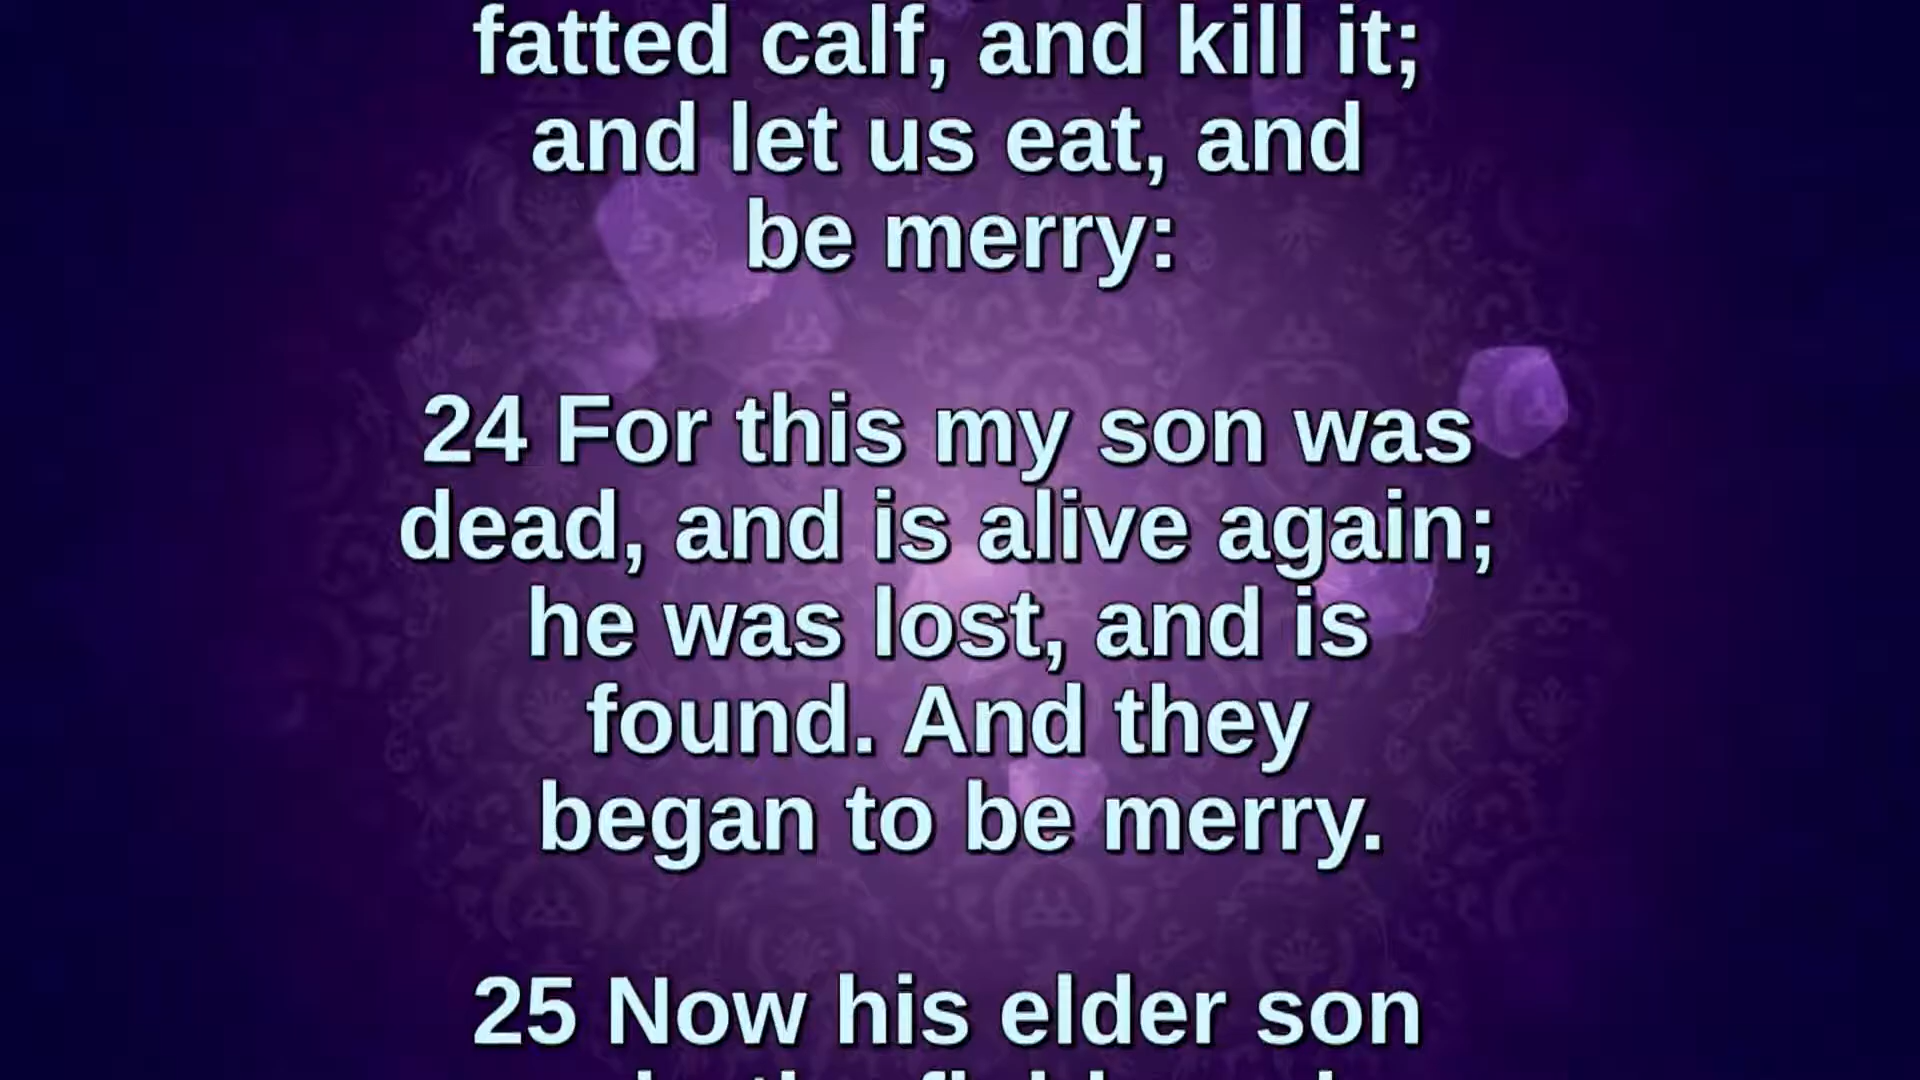 fatted calf, and kill it;
and let us eat, and
be merry:
24 For this my son was
dead, and is alive again;
he was lost, and is
found. And they
began to be merry.
25 Now his elder son